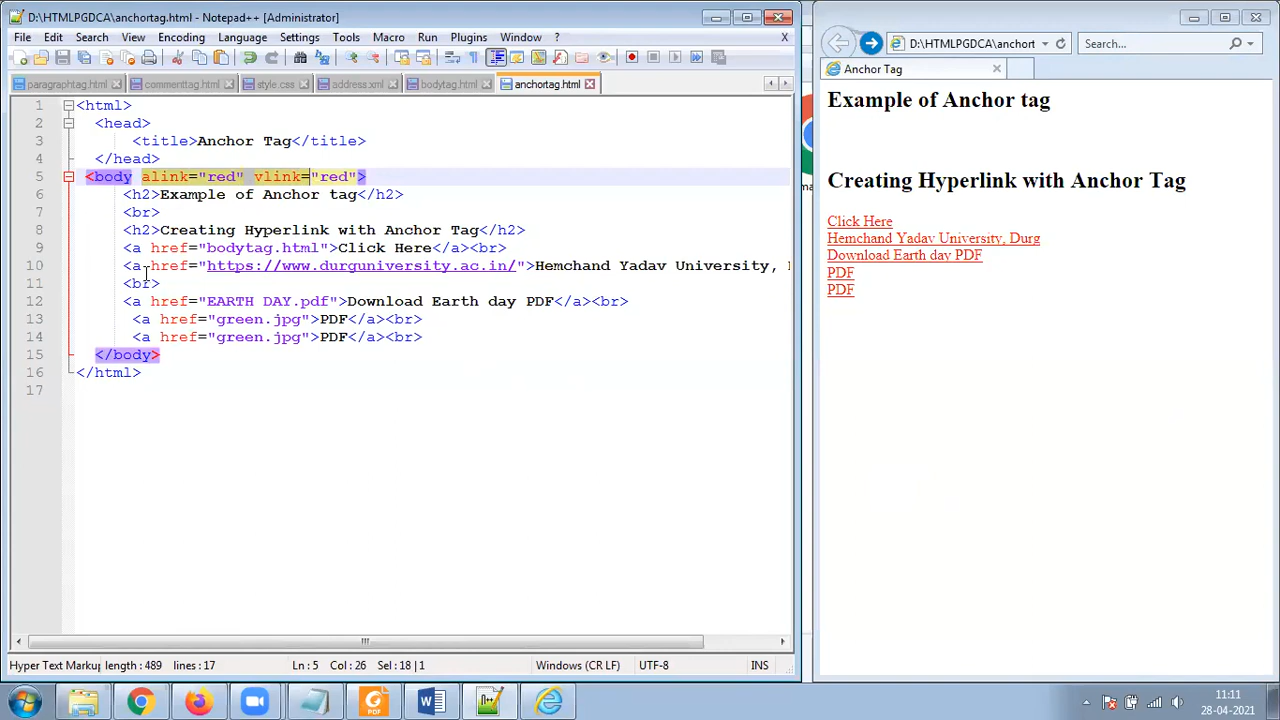 D:\HTMLPGDCA\anchortag.html - Notepad++ [Administrator]
File Edit Search View Encoding Language Settings Tools Macro Run Plugins Window ? X
paragraphtag.html commenttag.html style.css address.xml bodytag.html anchortag.html
1 <html>
2 <head>
3 <title>Anchor Tag</title>
4 </head>
5 <body alink="red" vlink="red">
6 <h2>Example of Anchor tag</h2>
7 <br>
8 <h2>Creating Hyperlink with Anchor Tag</h2>
9 <a href="bodytag.html">Click Here</a><br>
10 <a href="https://www.durguniversity.ac.in/">Hemchand Yadav University,
11 <br>
12 <a href="EARTH DAY.pdf">Download Earth day PDF</a><br>
13 <a href="green.jpg">PDF</a><br>
14 <a href="green.jpg">PDF</a><br>
15 </body>
16 </html>
17
Hyper Text Markup length : 489 lines : 17 Ln : 5 Col : 26 Sel : 18 | 1 Windows (CR LF) UTF-8 INS
D:\HTMLPGDCA\anchort Search...
Anchor Tag
Example of Anchor tag
Creating Hyperlink with Anchor Tag
Click Here
Hemchand Yadav University, Durg
Download Earth day PDF
PDF
PDF
11:11
28-04-2021